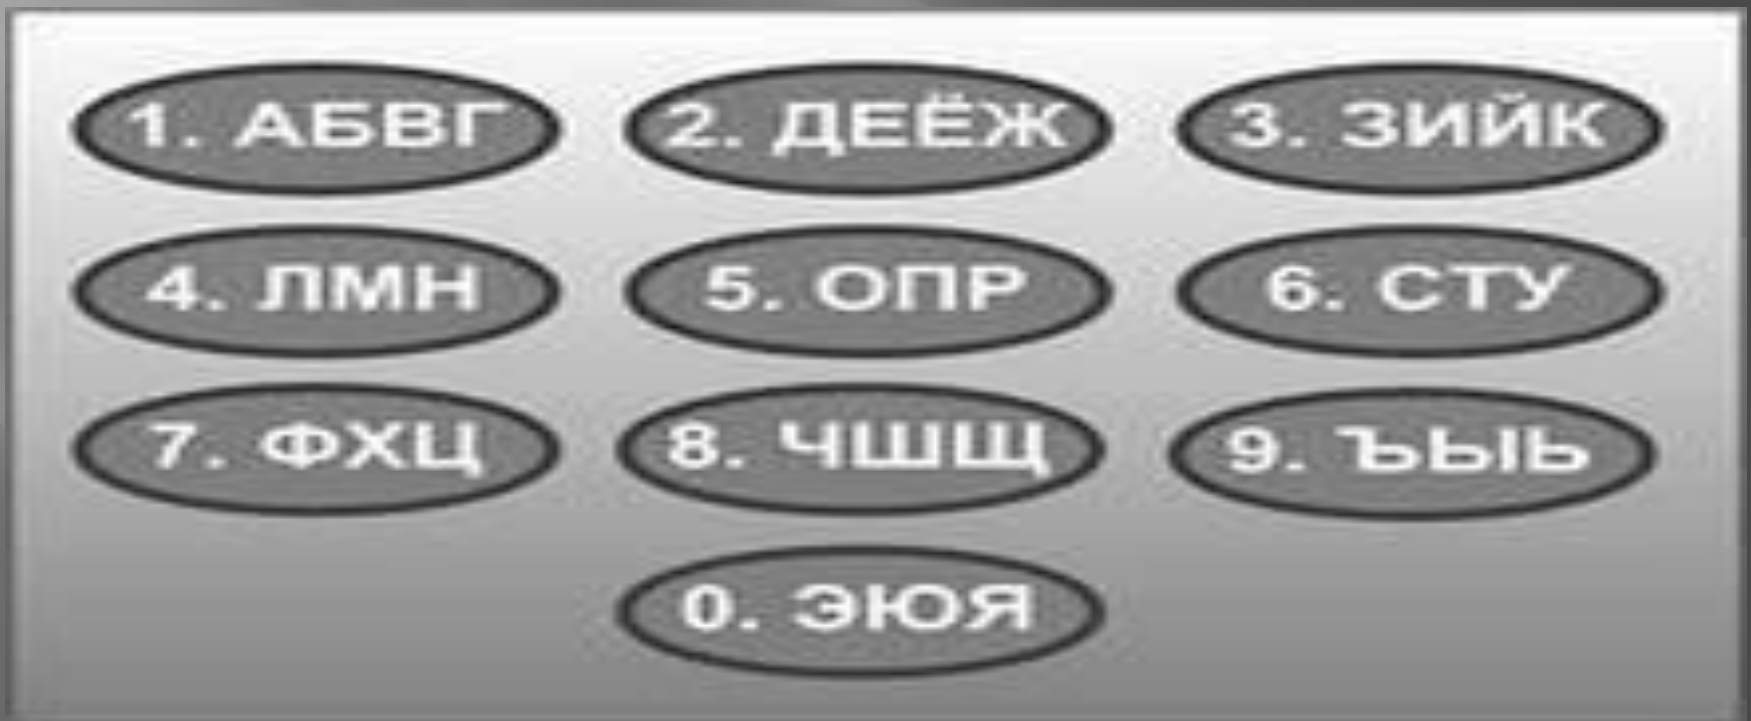 1. АБВГ 2. ДЕЁЖ 3. ЗИЙК
4. ЛМН 5. ОПР 6. СТУ
7. ФХЦ 8. ЧШЩ 9. ЪЫЬ
0. ЭЮЯ